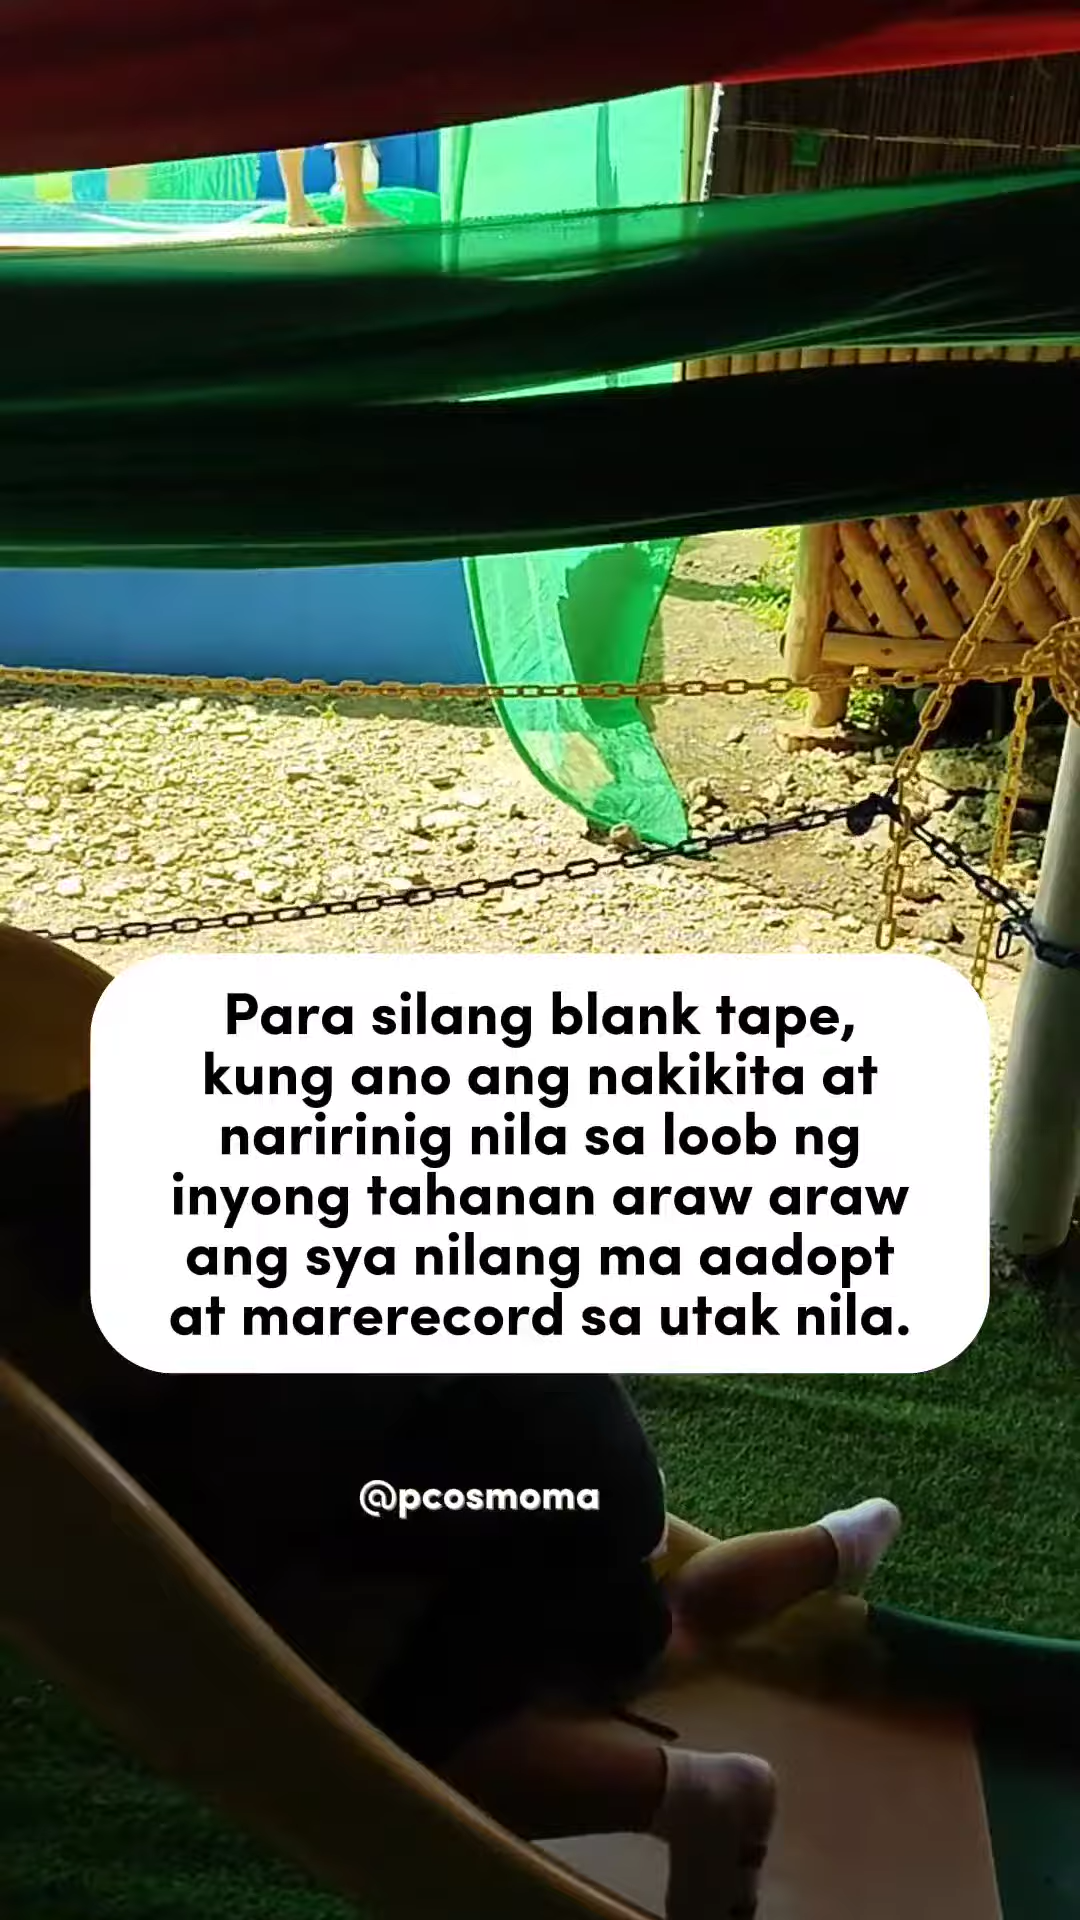 Para silang blank tape,
kung ano ang nakikita at
naririnig nila sa loob ng
inyong tahanan araw araw
ang sya nilang ma aadopt
at marerecord sa utak nila.
@pcosmoma